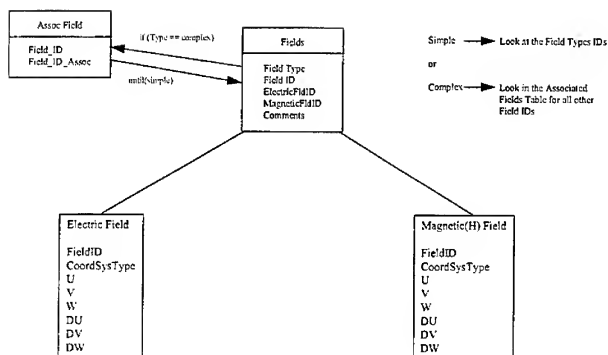 Assoc Field
Field_ID
Field_ID_Assoc
if (Type == complex)
until(simple)
Fields
Field Type
Field ID
ElectricFldID
MagneticFldID
Comments
Simple
Look at the Field Types IDs
or
Complex
Look in the Associated
Fields Table for all other
Field IDs
Electric Field
FieldID
CoordSysType
U
V
W
DU
DV
DW
Magnetic(H) Field
FieldID
CoordSysType
U
V
W
DU
DV
DW